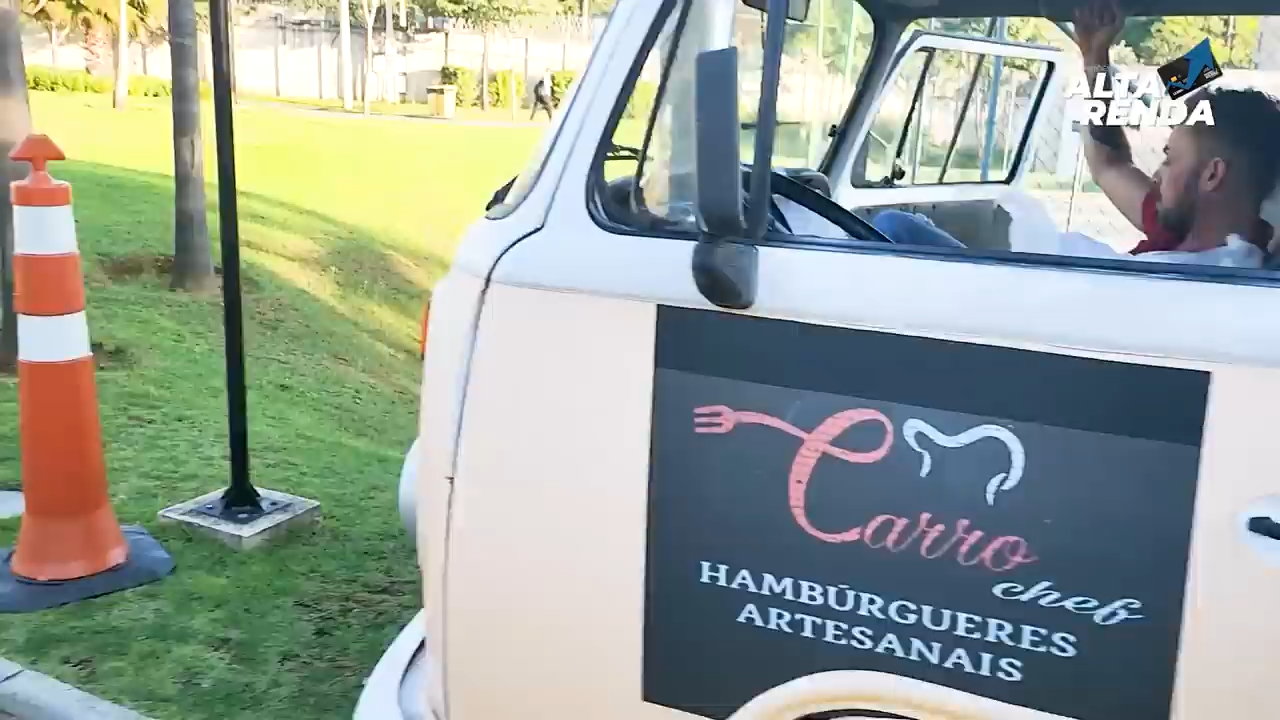 ALTA
RENDA
Carro
chef
HAMBÚRGUERES
ARTESANAIS